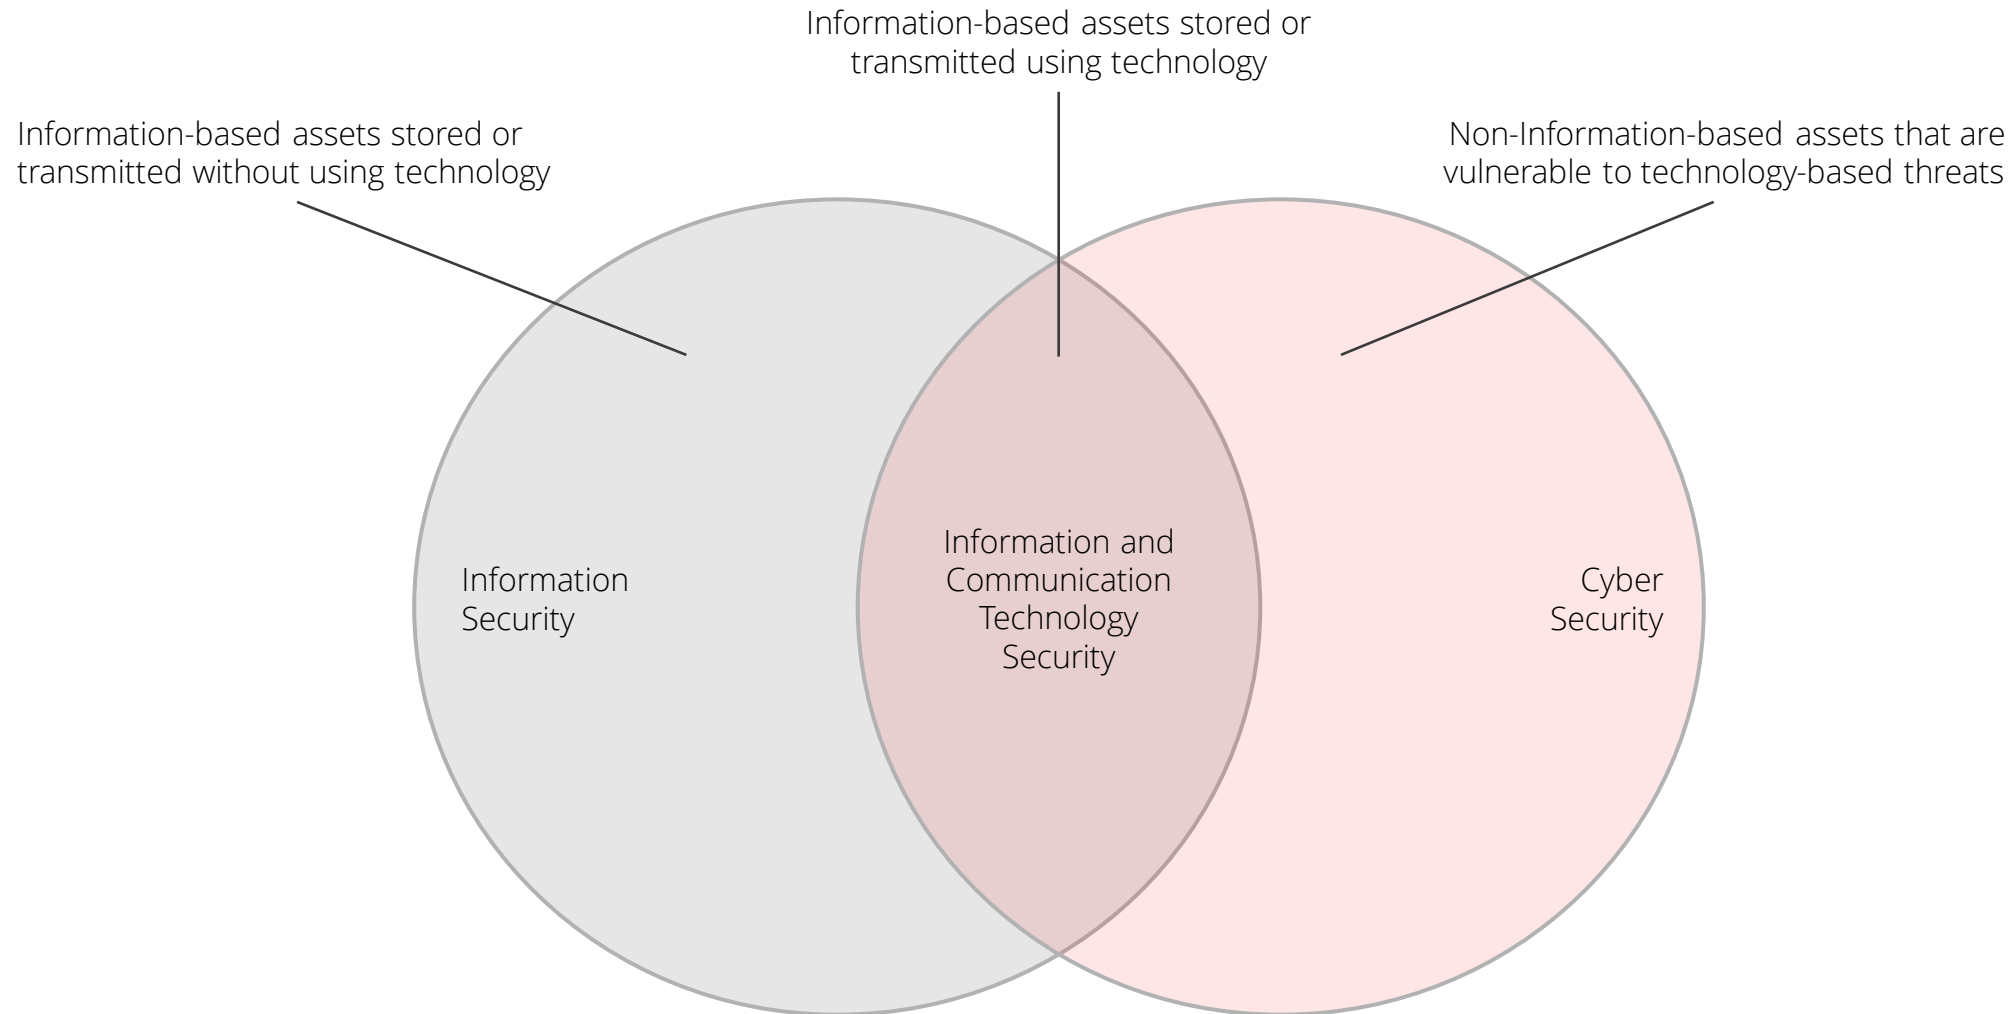 Information-based assets stored or
transmitted using technology
Information-based assets stored or
transmitted without using technology
Non-Information-based assets that are
vulnerable to technology-based threats
Information
Security
Information and
Communication
Technology
Security
Cyber
Security